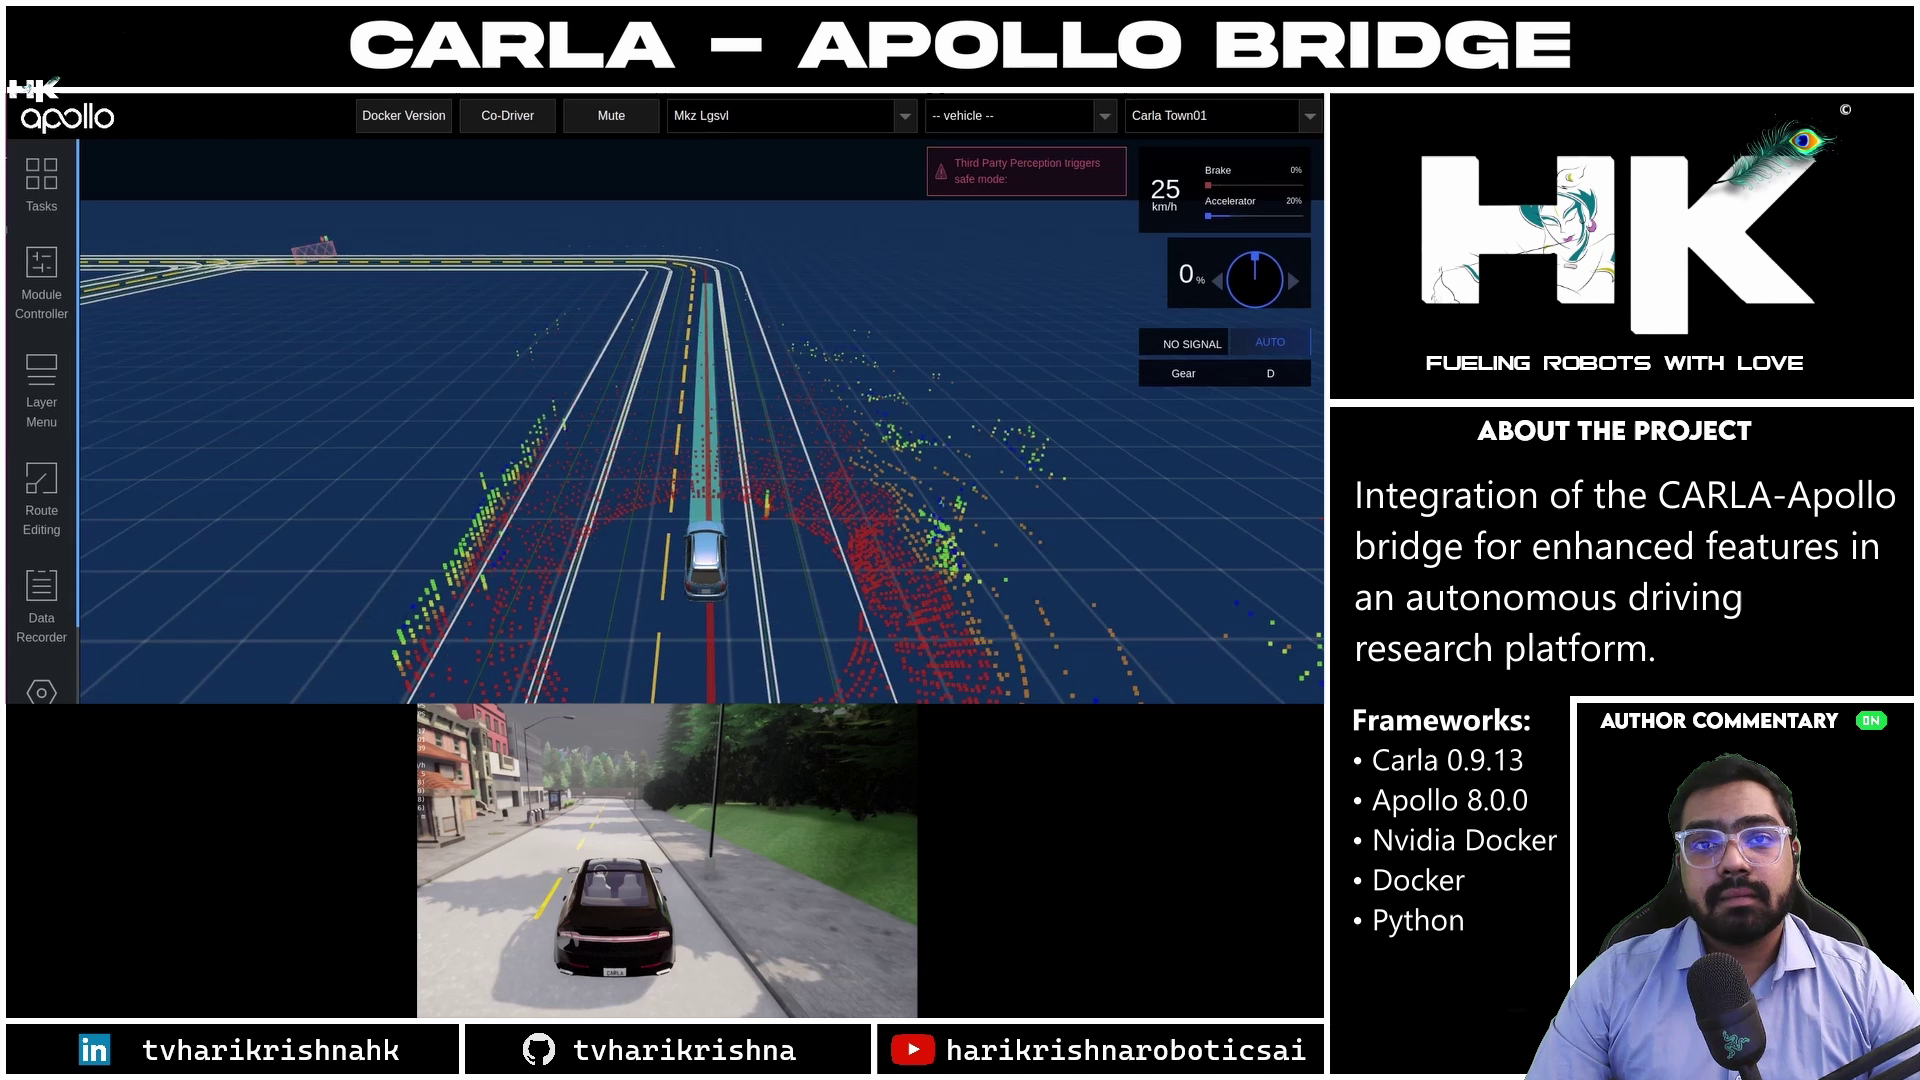 CARLA - APOLLO BRIDGE
HK
apollo
Docker Version
Co-Driver
Mute
Mkz Lgsvl
-- vehicle --
Carla Town01
Tasks
Module
Controller
Layer
Menu
Route
Editing
Data
Recorder
Third Party Perception triggers
safe mode:
25
km/h
Brake
0%
Accelerator
20%
0 %
NO SIGNAL
AUTO
Gear
D
CARLA
©
HK
FUELING ROBOTS WITH LOVE
ABOUT THE PROJECT
Integration of the CARLA-Apollo
bridge for enhanced features in
an autonomous driving
research platform.
Frameworks:
• Carla 0.9.13
• Apollo 8.0.0
• Nvidia Docker
• Docker
• Python
AUTHOR COMMENTARY
ON
in tvharikrishnahk
tvharikrishna
harikrishnaroboticsai